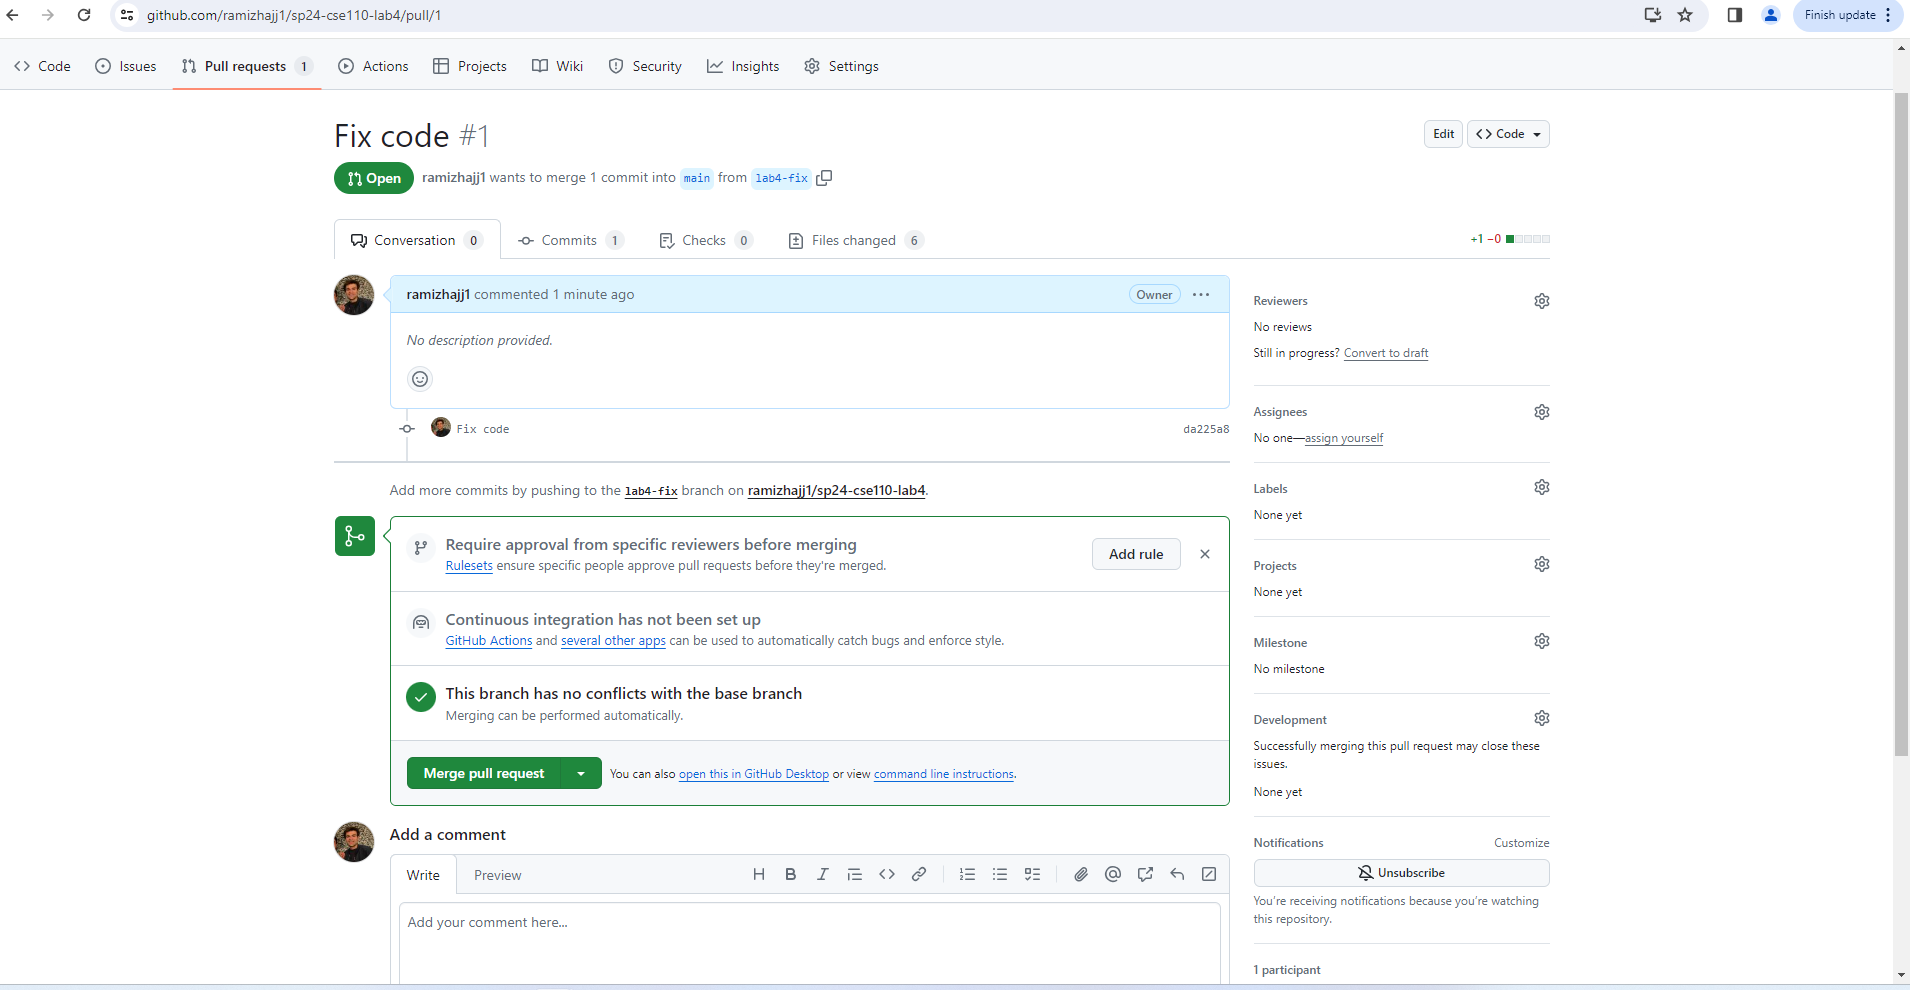 github.com/ramizhajj1/sp24-cse110-lab4/pull/1
Finish update
Code
Issues
Pull requests 1
Actions
Projects
Wiki
Security
Insights
Settings
Fix code #1
Edit
Code
Open
ramizhajj1 wants to merge 1 commit into main from lab4-fix
Conversation 0
Commits 1
Checks 0
Files changed 6
+1 −0
ramizhajj1 commented 1 minute ago
Owner
No description provided.
Fix code
da225a8
Add more commits by pushing to the lab4-fix branch on ramizhajj1/sp24-cse110-lab4.
Require approval from specific reviewers before merging
Rulesets ensure specific people approve pull requests before they're merged.
Add rule
Continuous integration has not been set up
GitHub Actions and several other apps can be used to automatically catch bugs and enforce style.
This branch has no conflicts with the base branch
Merging can be performed automatically.
Merge pull request
You can also open this in GitHub Desktop or view command line instructions.
Add a comment
Write
Preview
Add your comment here...
Reviewers
No reviews
Still in progress? Convert to draft
Assignees
No one—assign yourself
Labels
None yet
Projects
None yet
Milestone
No milestone
Development
Successfully merging this pull request may close these
issues.
None yet
Notifications
Customize
Unsubscribe
You're receiving notifications because you're watching
this repository.
1 participant